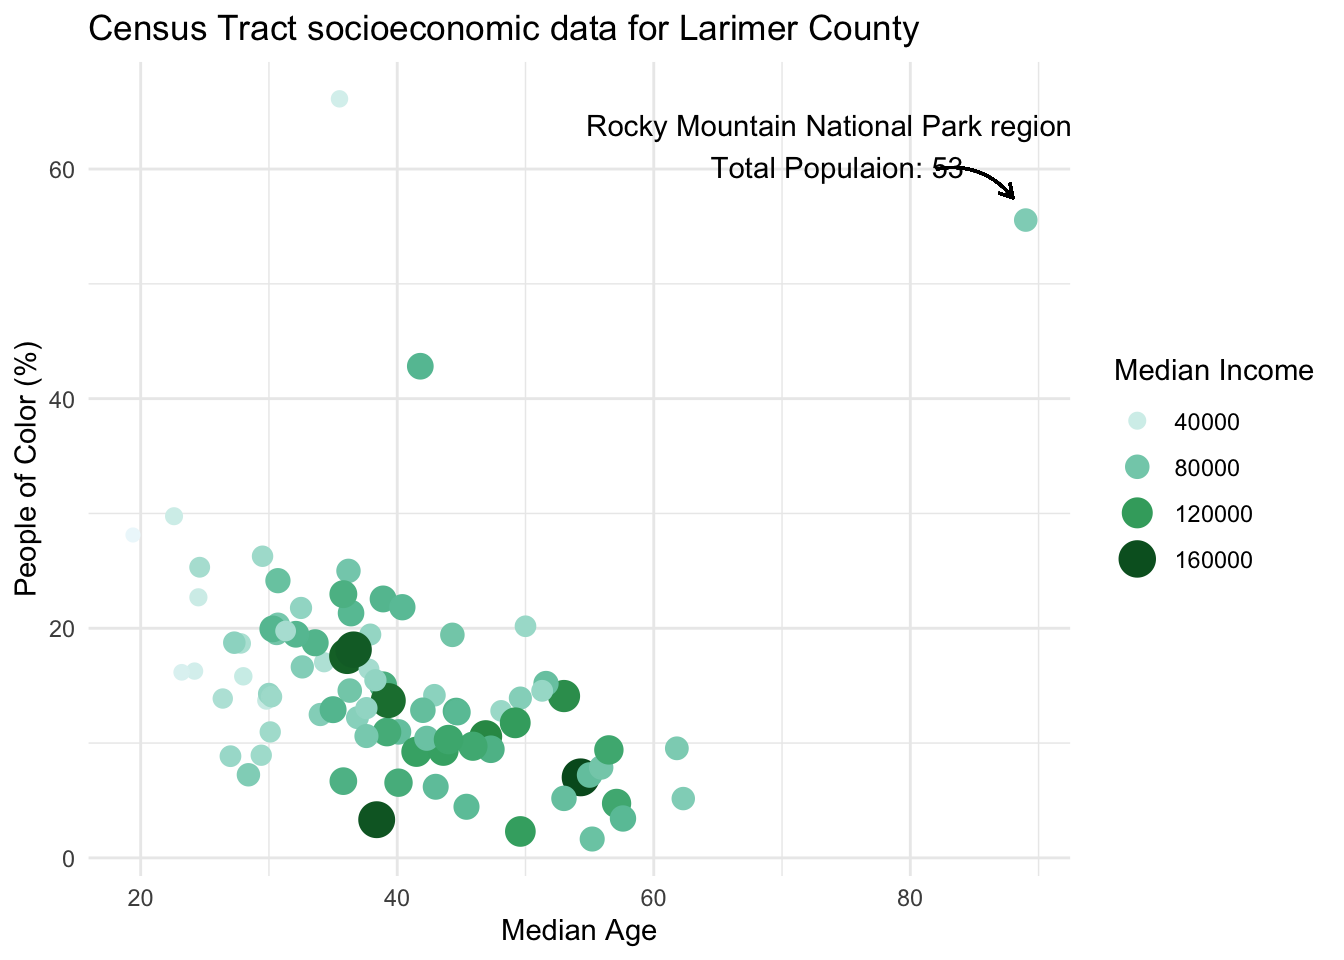 Census Tract socioeconomic data for Larimer County
Rocky Mountain National Park region
Total Populaion: 53
60
40
20
0
People of Color (%)
20
40
60
80
Median Age
Median Income
40000
80000
120000
160000